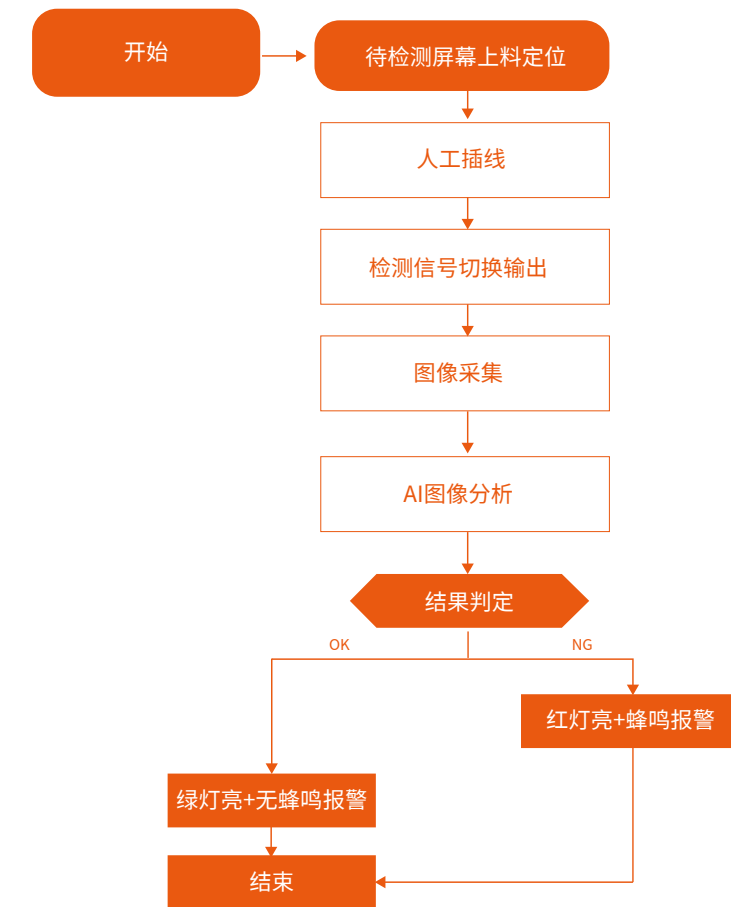 开始
待检测屏幕上料定位
人工插线
检测信号切换输出
图像采集
AI图像分析
结果判定
OK
NG
红灯亮+蜂鸣报警
绿灯亮+无蜂鸣报警
结束